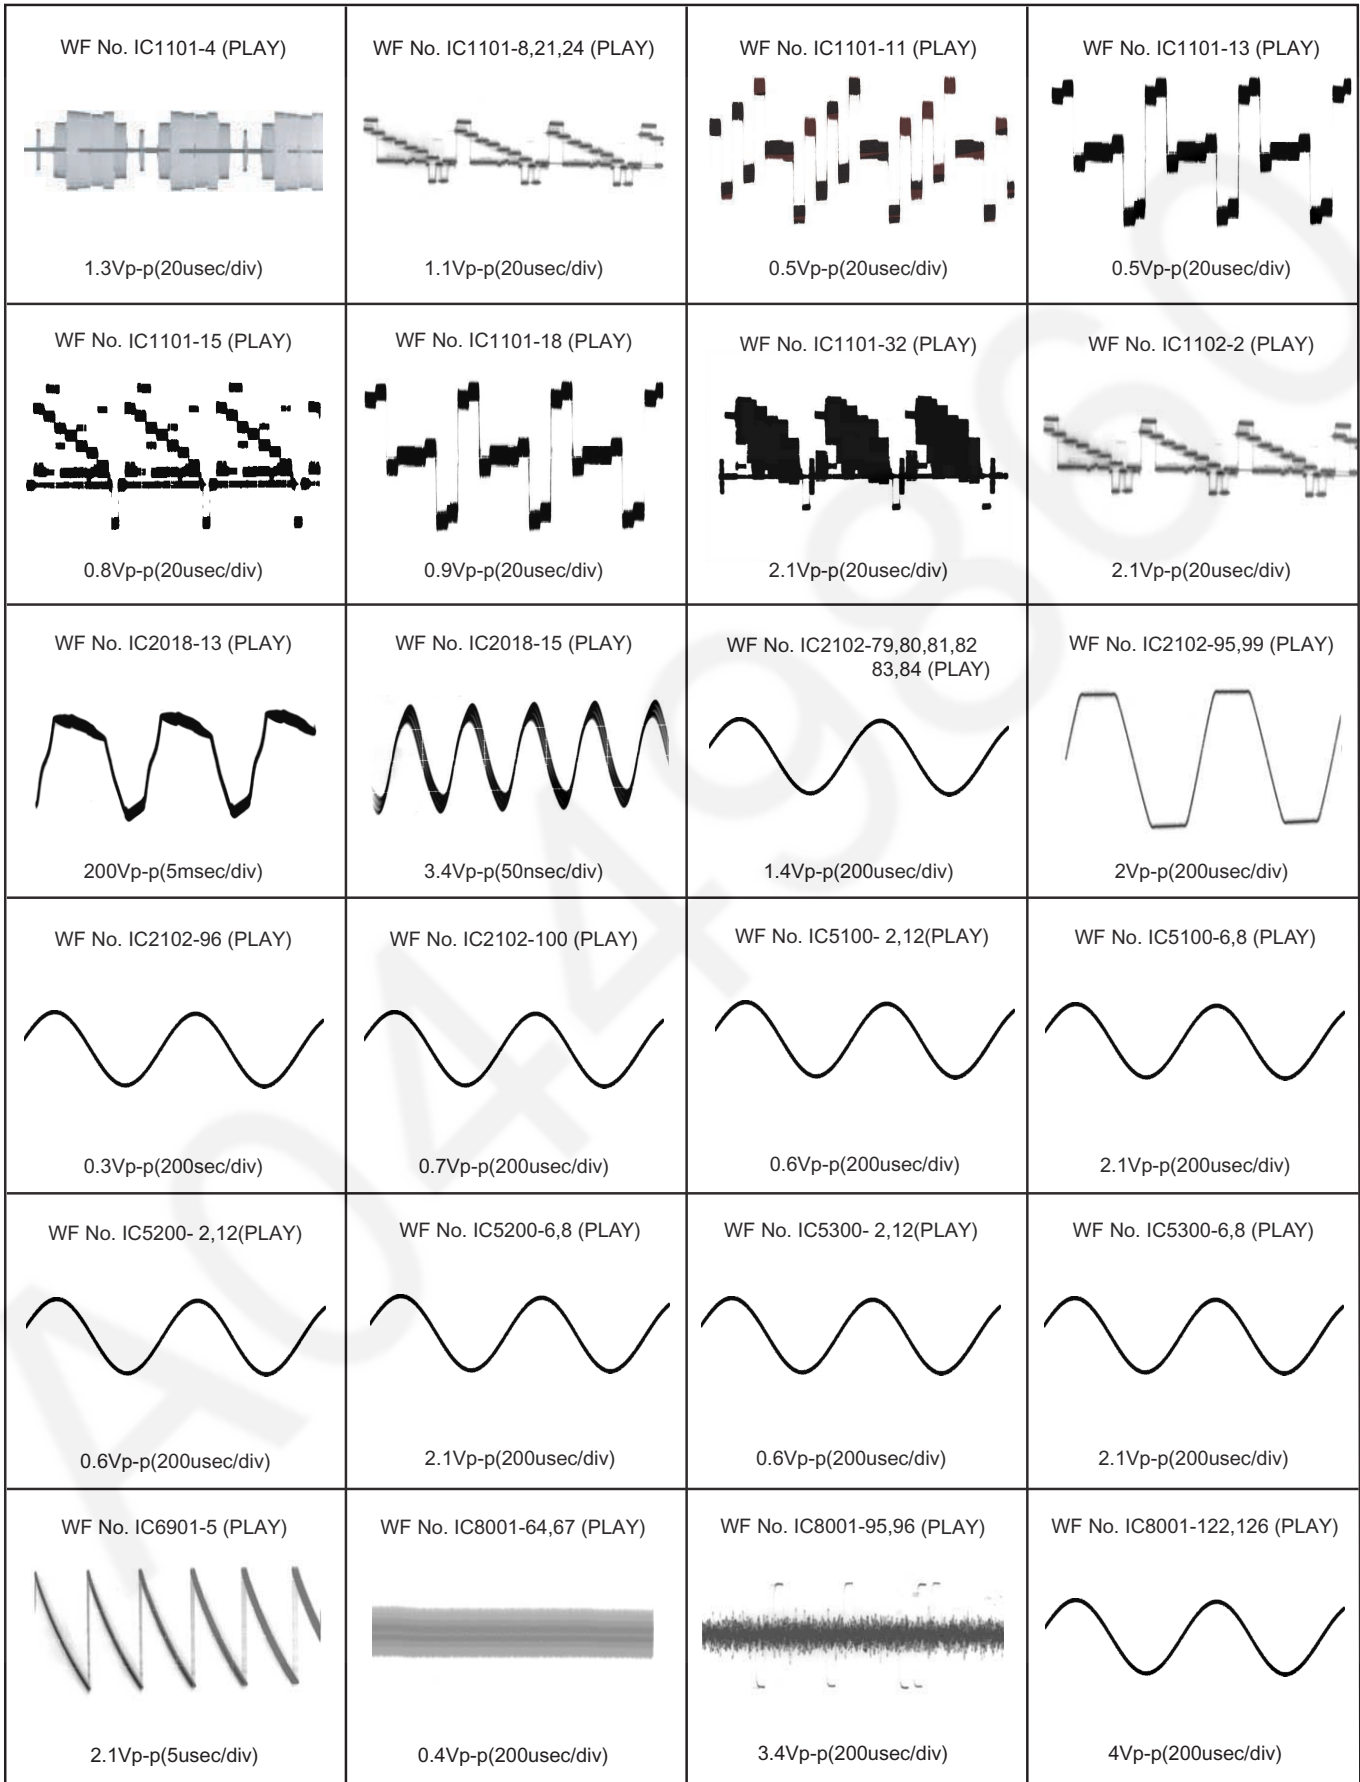 WF No. IC1101-4 (PLAY)
1.3Vp-p(20usec/div)
WF No. IC1101-8,21,24 (PLAY)
1.1Vp-p(20usec/div)
WF No. IC1101-11 (PLAY)
0.5Vp-p(20usec/div)
WF No. IC1101-13 (PLAY)
0.5Vp-p(20usec/div)
WF No. IC1101-15 (PLAY)
0.8Vp-p(20usec/div)
WF No. IC1101-18 (PLAY)
0.9Vp-p(20usec/div)
WF No. IC1101-32 (PLAY)
2.1Vp-p(20usec/div)
WF No. IC1102-2 (PLAY)
2.1Vp-p(20usec/div)
WF No. IC2018-13 (PLAY)
200Vp-p(5msec/div)
WF No. IC2018-15 (PLAY)
3.4Vp-p(50nsec/div)
WF No. IC2102-79,80,81,82
83,84 (PLAY)
1.4Vp-p(200usec/div)
WF No. IC2102-95,99 (PLAY)
2Vp-p(200usec/div)
WF No. IC2102-96 (PLAY)
0.3Vp-p(200sec/div)
WF No. IC2102-100 (PLAY)
0.7Vp-p(200usec/div)
WF No. IC5100- 2,12(PLAY)
0.6Vp-p(200usec/div)
WF No. IC5100-6,8 (PLAY)
2.1Vp-p(200usec/div)
WF No. IC5200- 2,12(PLAY)
0.6Vp-p(200usec/div)
WF No. IC5200-6,8 (PLAY)
2.1Vp-p(200usec/div)
WF No. IC5300- 2,12(PLAY)
0.6Vp-p(200usec/div)
WF No. IC5300-6,8 (PLAY)
2.1Vp-p(200usec/div)
WF No. IC6901-5 (PLAY)
2.1Vp-p(5usec/div)
WF No. IC8001-64,67 (PLAY)
0.4Vp-p(200usec/div)
WF No. IC8001-95,96 (PLAY)
3.4Vp-p(200usec/div)
WF No. IC8001-122,126 (PLAY)
4Vp-p(200usec/div)
A0449860